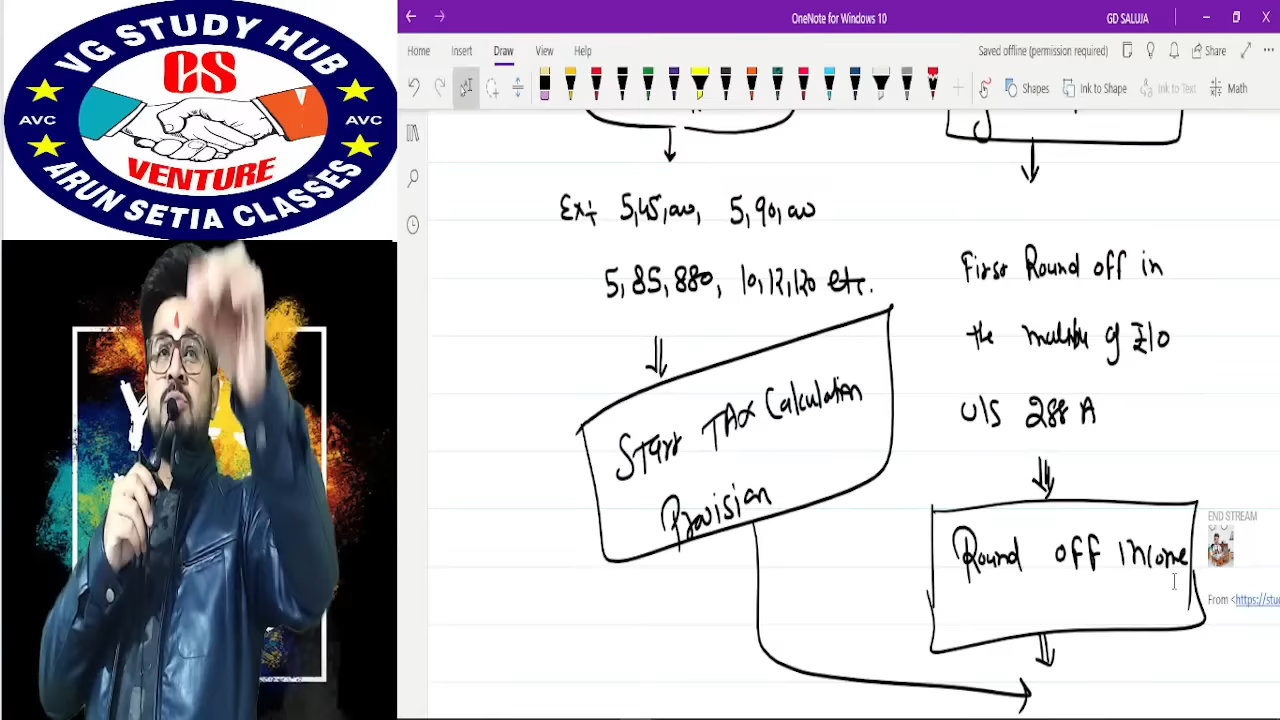 VG STUDY HUB
CS
AVC
AVC
VENTURE
ARUN SETIA CLASSES
OneNote for Windows 10
GD SALUJA
Home Insert Draw View Help
Saved offline (permission required)
Share
Shapes
Ink to Shape
Ink to Text
Math
Ex:- 5,45,000, 5,90,000
5,85,880, 10,12,120 etc.
Start TAX Calculation
Provision
First Round off in
the multiple of ₹10
U/S 288 A
Round off Income
END STREAM
From <https://stu